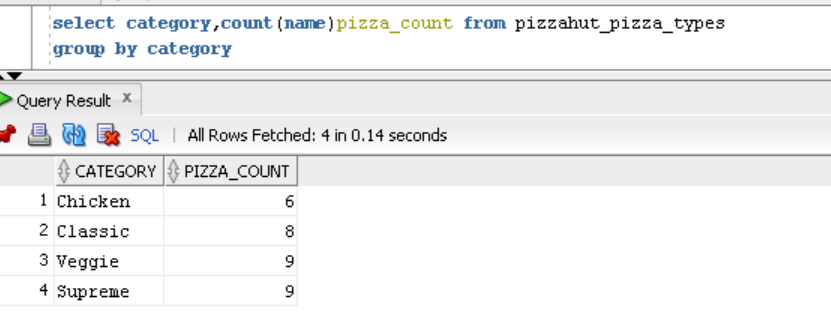 select category,count(name)pizza_count from pizzahut_pizza_types
group by category
Query Result x
SQL | All Rows Fetched: 4 in 0.14 seconds
CATEGORY PIZZA_COUNT
1 Chicken 6
2 Classic 8
3 Veggie 9
4 Supreme 9